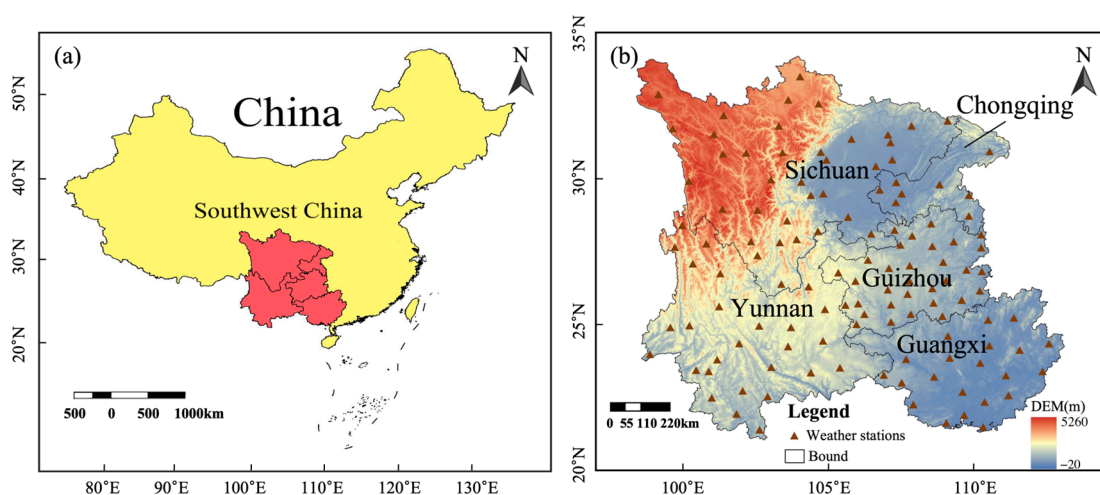 (a)
N
China
Southwest China
50°N
40°N
30°N
20°N
500 0 500 1000km
80°E 90°E 100°E 110°E 120°E 130°E
(b)
N
Chongqing
Sichuan
Guizhou
Yunnan
Guangxi
35°N
30°N
25°N
20°N
0 55 110 220km
Legend
Weather stations
Bound
DEM(m)
5260
-20
100°E 105°E 110°E